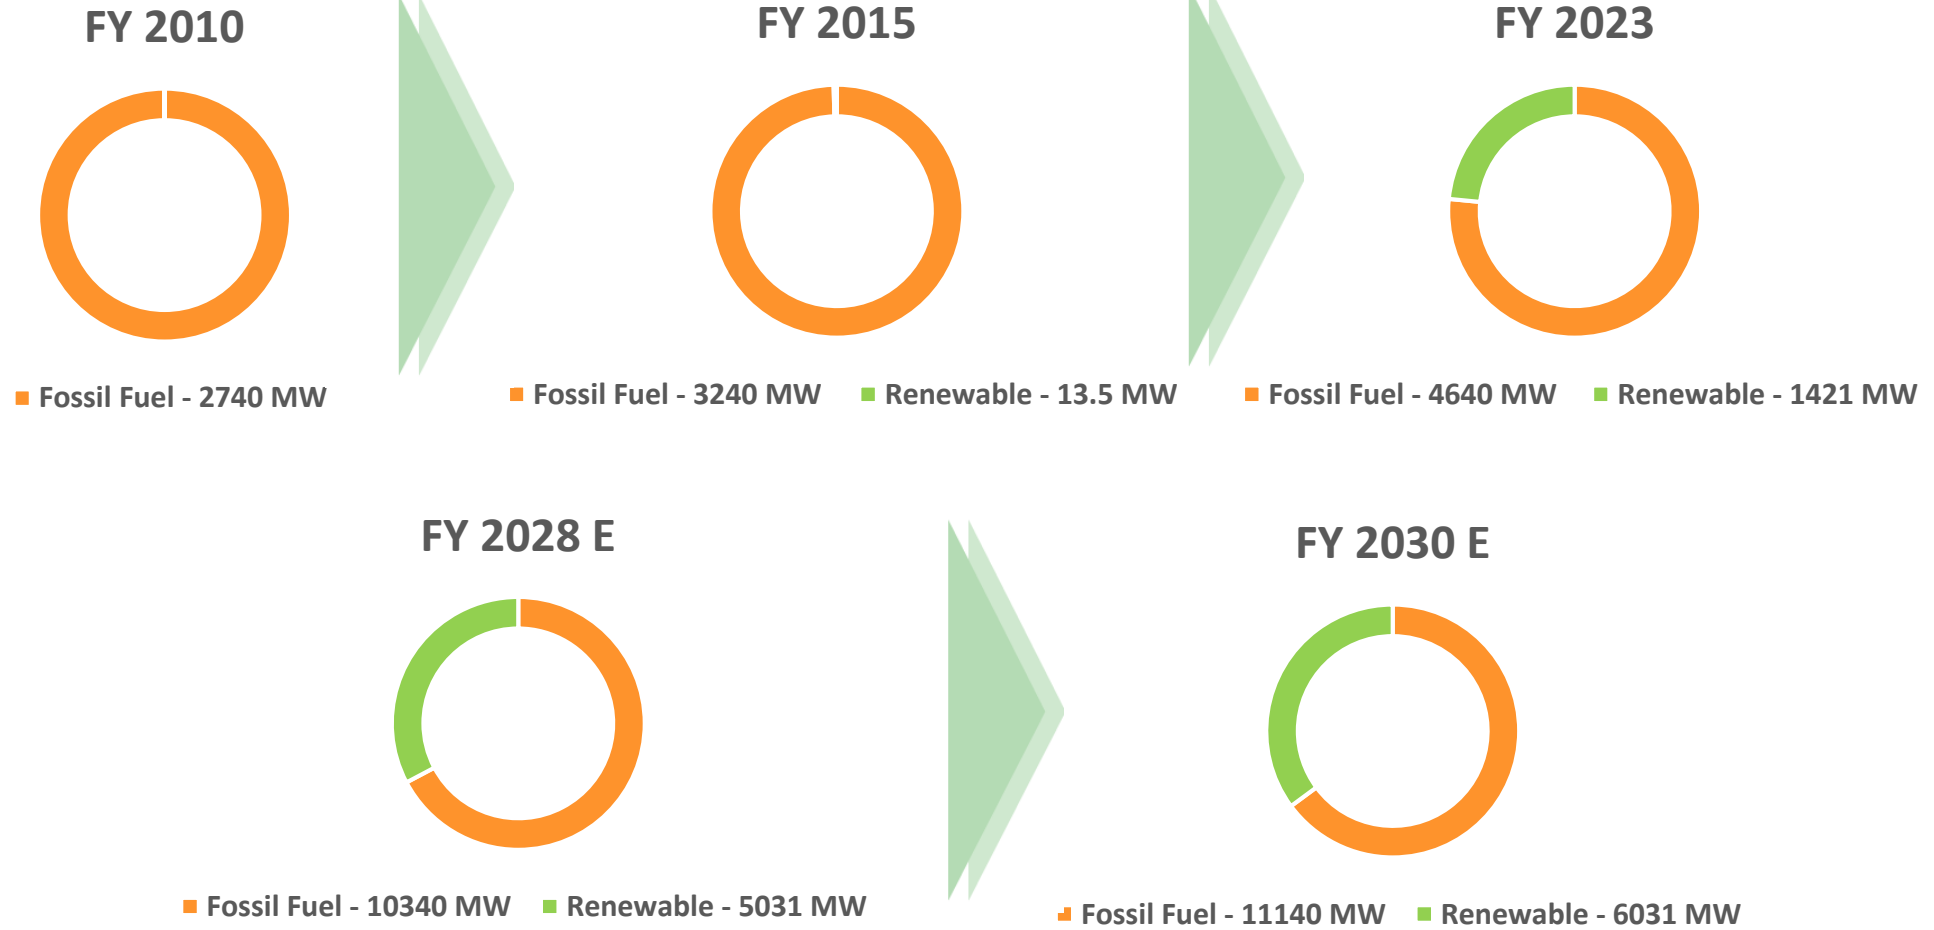 FY 2010
FY 2015
FY 2023
Fossil Fuel - 2740 MW
Fossil Fuel - 3240 MW Renewable - 13.5 MW
Fossil Fuel - 4640 MW Renewable - 1421 MW
FY 2028 E
FY 2030 E
Fossil Fuel - 10340 MW Renewable - 5031 MW
Fossil Fuel - 11140 MW Renewable - 6031 MW